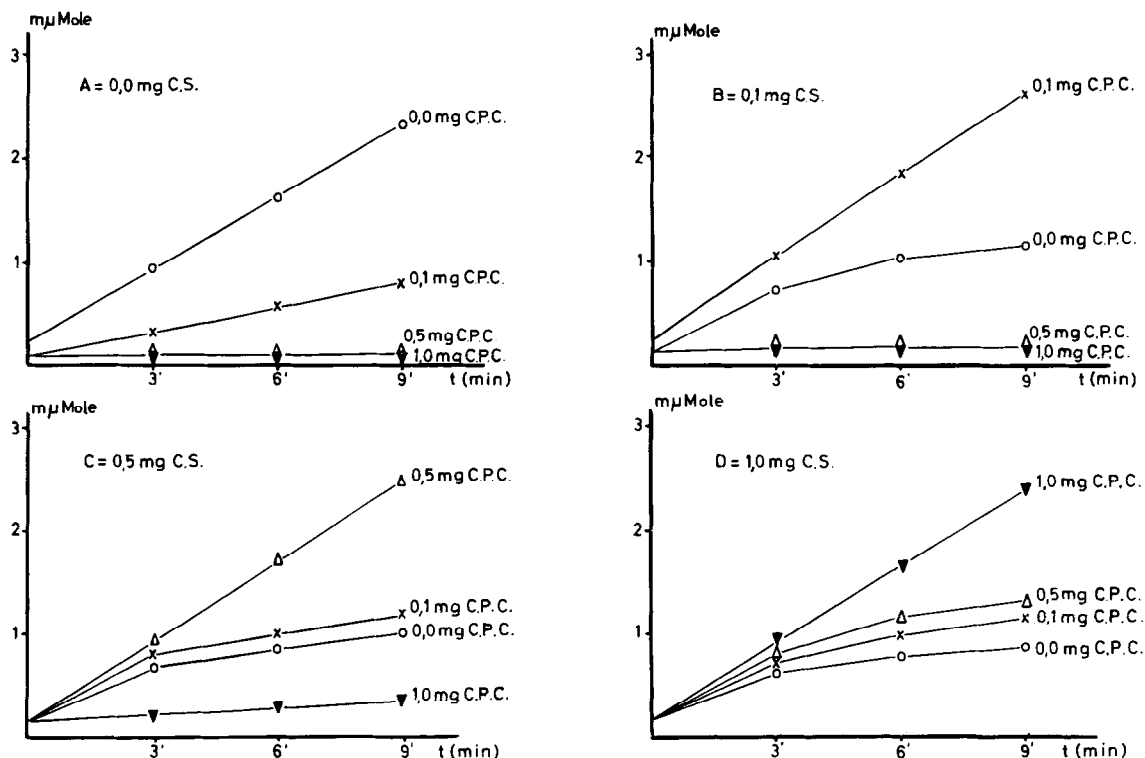 mµMole
3
2
1
A = 0,0 mg C.S.
0,0 mg C.P.C.
0,1 mg C.P.C.
0,5 mg C.P.C
1,0 mg C.P.C.
3' 6' 9' t (min)
mµMole
3
2
1
B = 0,1 mg C.S.
0,1 mg C.P.C.
0,0 mg C.P.C.
0,5 mg C.P.C.
1,0 mg C.P.C.
3' 6' 9' t (min)
mµMole
3
2
1
C = 0,5 mg C.S.
0,5 mg C.P.C.
0,1 mg C.P.C.
0,0 mg C.P.C.
1,0 mg C.P.C.
3' 6' 9' t (min)
mµMole
3
2
1
D = 1,0 mg C.S.
1,0 mg C.P.C.
0,5 mg C.P.C.
0,1 mg C.P.C.
0,0 mg C.P.C.
3' 6' 9' t (min)